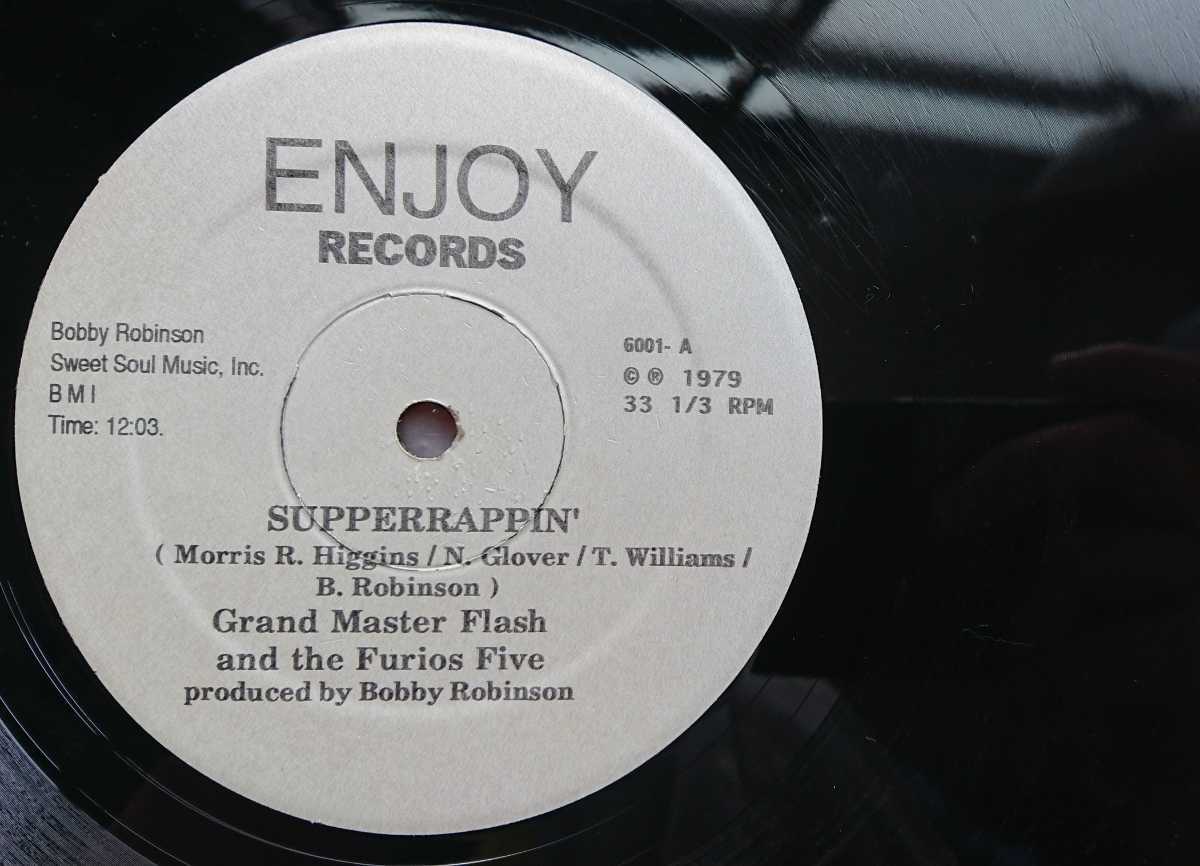 ENJOY
RECORDS
Bobby Robinson
Sweet Soul Music, Inc.
B M I
Time: 12:03.
6001- A
© ® 1979
33 1/3 RPM
SUPPERRAPPIN'
( Morris R. Higgins / N. Glover / T. Williams /
B. Robinson )
Grand Master Flash
and the Furios Five
produced by Bobby Robinson